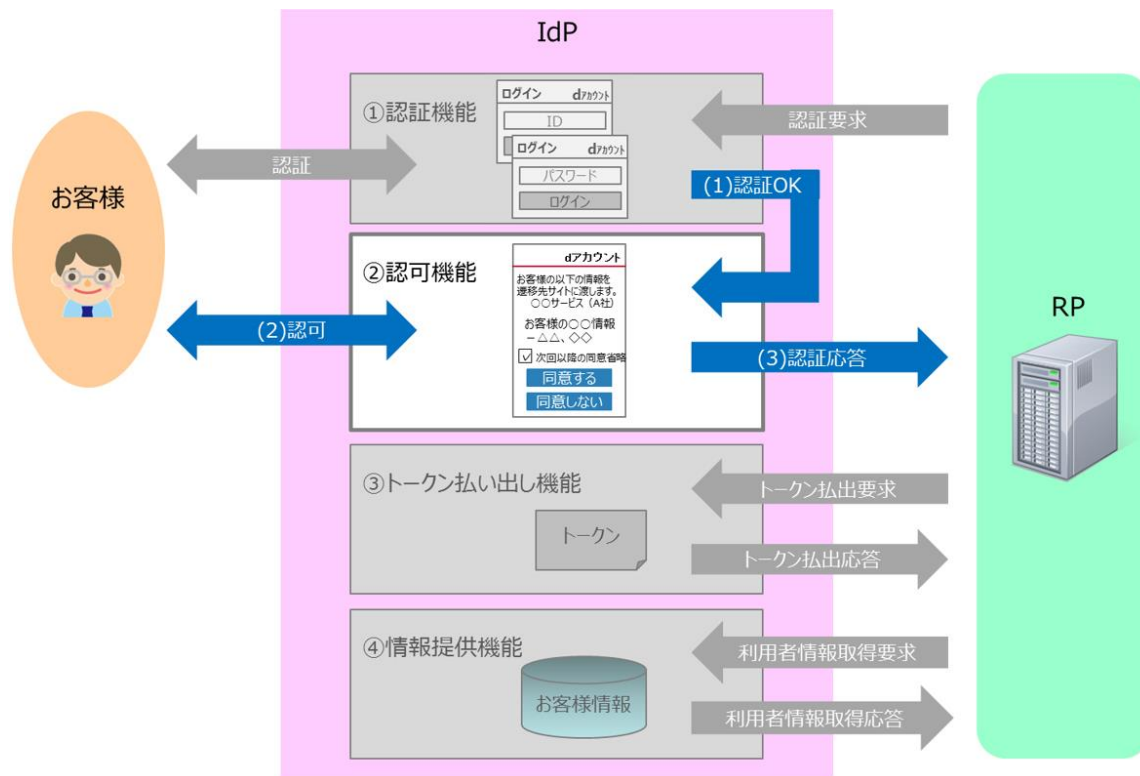 IdP
①認証機能
ログイン dアカウント
ID
ログイン dアカウント
パスワード
ログイン
認証要求
認証
(1)認証OK
お客様
②認可機能
dアカウント
お客様の以下の情報を
遷移先サイトに渡します。
○○サービス（A社）
お客様の○○情報
－△△、◇◇
次回以降の同意省略
同意する
同意しない
(2)認可
(3)認証応答
RP
③トークン払い出し機能
トークン
トークン払出要求
トークン払出応答
④情報提供機能
お客様情報
利用者情報取得要求
利用者情報取得応答